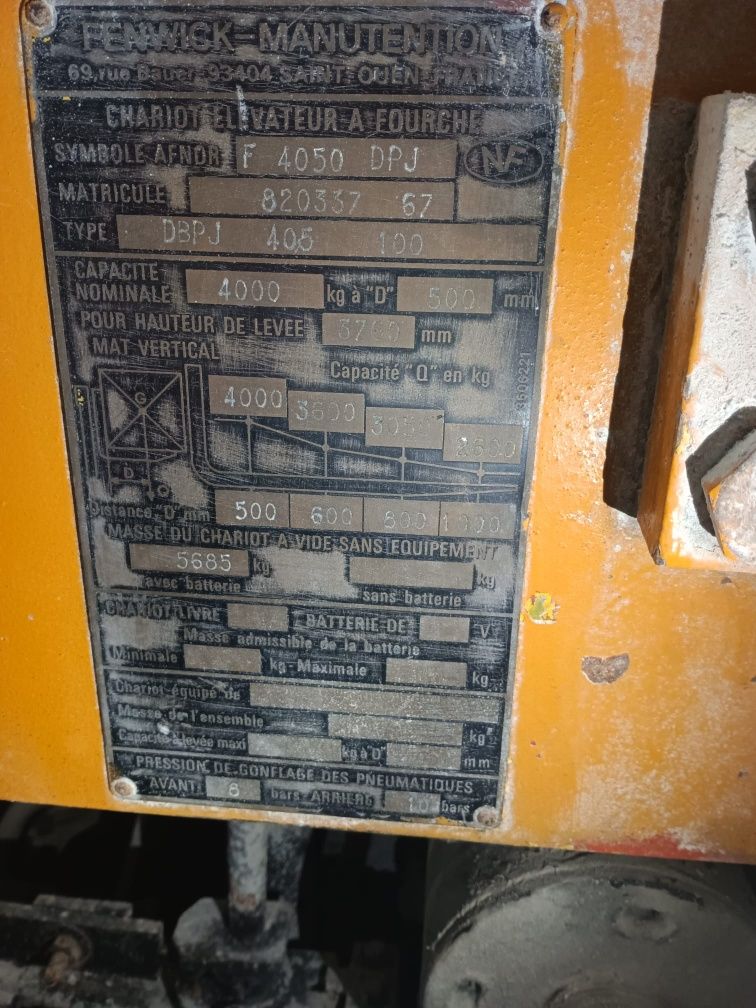 FENWICK-MANUTENTION
69, rue Bauer 93404 SAINT-OUEN FRANCE
CHARIOT ELEVATEUR A FOURCHE
SYMBOLE AFNOR F 4050 DPJ NF
MATRICULE 820337 67
TYPE DBPJ 405 100
CAPACITE
NOMINALE 4000 kg à "D" 500 mm
POUR HAUTEUR DE LEVEE 3700 mm
MAT VERTICAL
Capacité "Q" en kg
4000 3600 3050 2600
G
D
Distance "D" mm 500 600 800 1000
MASSE DU CHARIOT A VIDE SANS EQUIPEMENT
5685 kg kg
avec batterie sans batterie
CHARIOT LIVRE BATTERIE DE V
Masse admissible de la batterie
Minimale kg - Maximale kg
Chariot équipé de
Masse de l'ensemble kg
Capacité à levée maxi kg à "D" mm
PRESSION DE GONFLAGE DES PNEUMATIQUES
AVANT 8 bars ARRIERE 10 bars